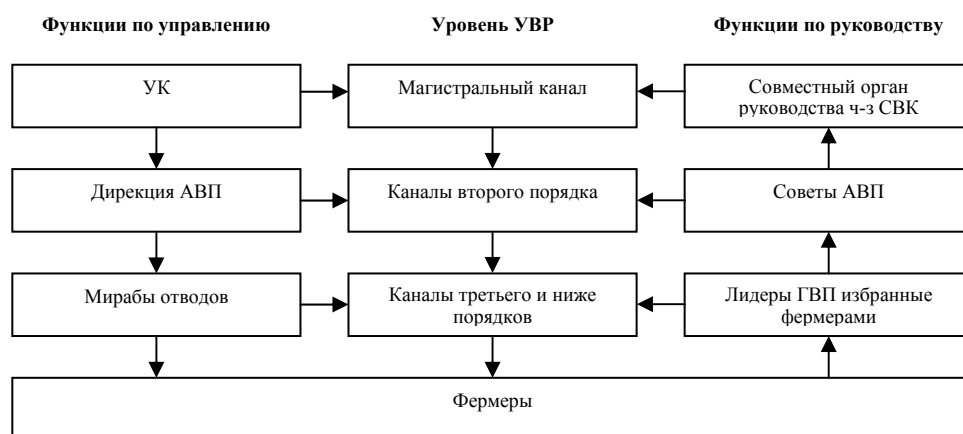 Функции по управлению
Уровень УВР
Функции по руководству
УК
Магистральный канал
Совместный орган
руководства ч-з СВК
Дирекция АВП
Каналы второго порядка
Советы АВП
Мирабы отводов
Каналы третьего и ниже
порядков
Лидеры ГВП избранные
фермерами
Фермеры